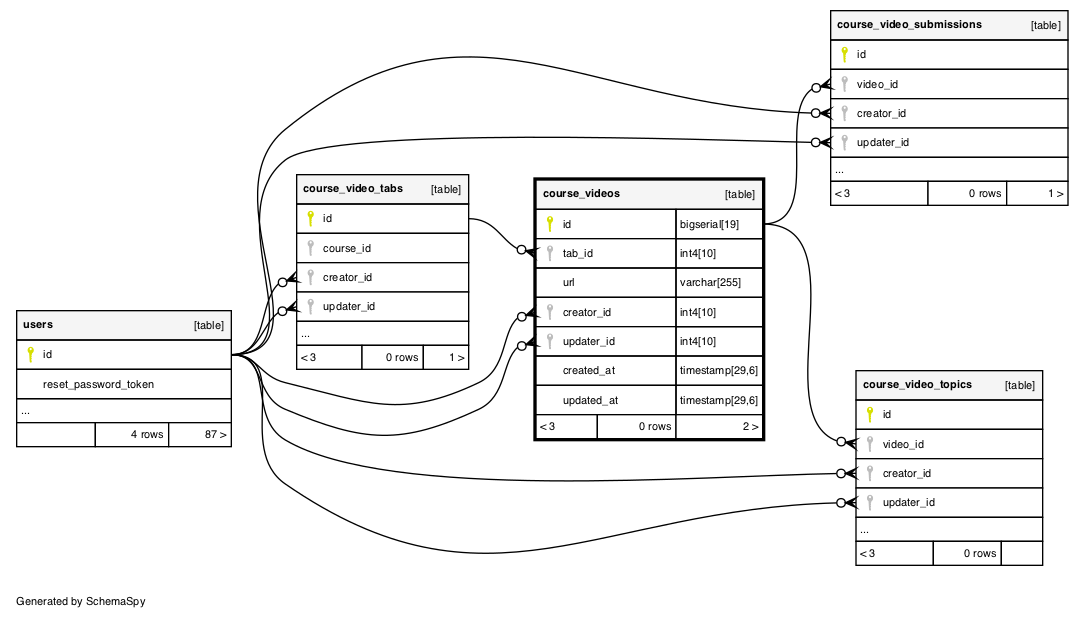 course_video_submissions [table]
id
video_id
creator_id
updater_id
...
< 3 0 rows 1 >
course_video_tabs [table]
id
course_id
creator_id
updater_id
...
< 3 0 rows 1 >
course_videos [table]
id bigserial[19]
tab_id int4[10]
url varchar[255]
creator_id int4[10]
updater_id int4[10]
created_at timestamp[29,6]
updated_at timestamp[29,6]
< 3 0 rows 2 >
users [table]
id
reset_password_token
...
4 rows 87 >
course_video_topics [table]
id
video_id
creator_id
updater_id
...
< 3 0 rows
Generated by SchemaSpy